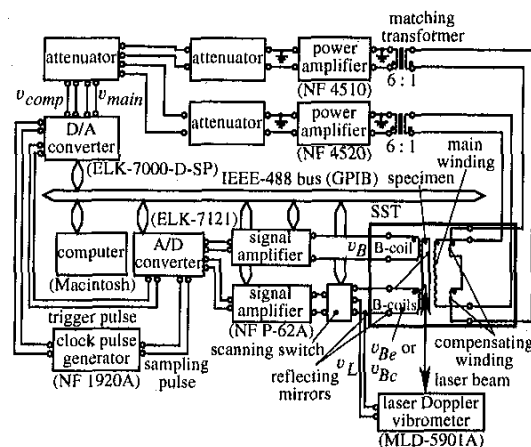 matching
transformer
attenuator
attenuator
power
amplifier
(NF 4510)
6 : 1
v_comp
v_main
D/A
converter
attenuator
power
amplifier
(NF 4520)
6 : 1
main
winding
(ELK-7000-D-SP)
IEEE-488 bus (GPIB)
specimen
(ELK-7121)
SST
computer
(Macintosh)
A/D
converter
signal
amplifier
v_B
B-coil
signal
amplifier
(NF P-62A)
B-coils
trigger pulse
clock pulse
generator
(NF 1920A)
sampling
pulse
scanning switch
reflecting
mirrors
v_L
v_Be or
v_Bc
compensating
winding
laser beam
laser Doppler
vibrometer
(MLD-5901A)